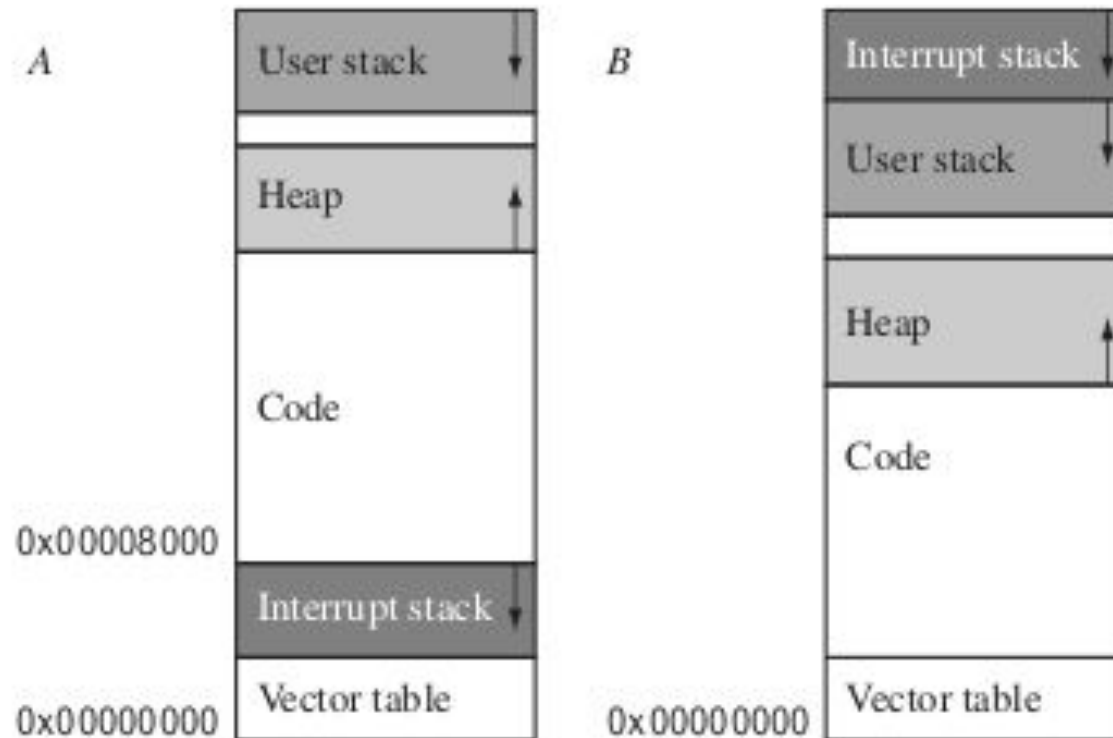 A
User stack
Heap
Code
0x00008000
Interrupt stack
Vector table
0x00000000
B
Interrupt stack
User stack
Heap
Code
Vector table
0x00000000